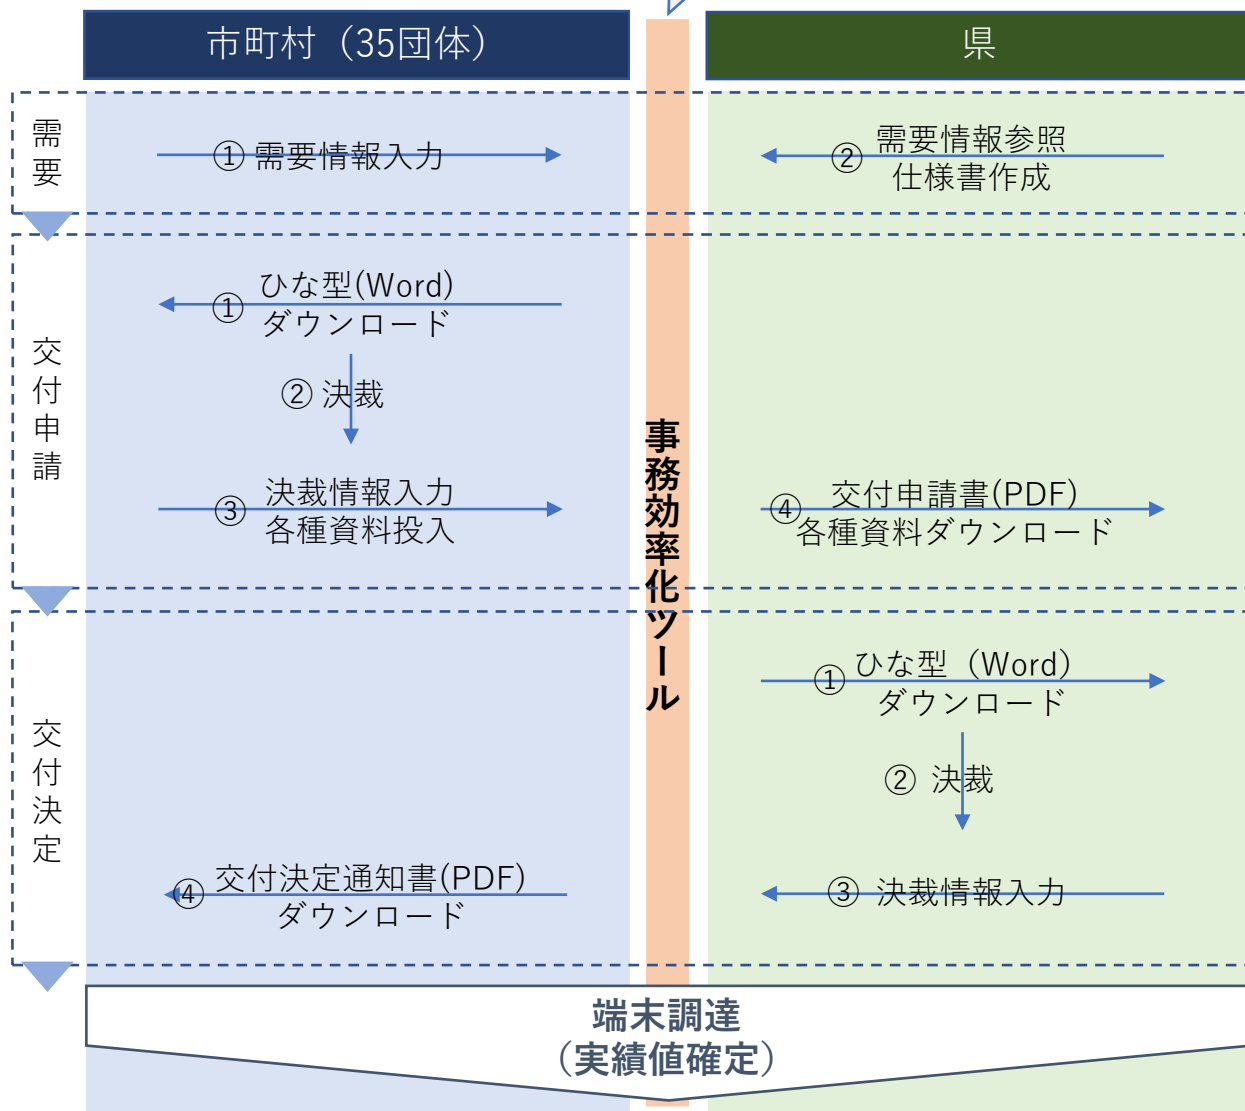 市町村（35団体）
県
需要
① 需要情報入力
② 需要情報参照
仕様書作成
交付申請
① ひな型(Word)
ダウンロード
② 決裁
③ 決裁情報入力
各種資料投入
④ 交付申請書(PDF)
各種資料ダウンロード
事務効率化ツール
交付決定
① ひな型（Word）
ダウンロード
② 決裁
③ 決裁情報入力
④ 交付決定通知書(PDF)
ダウンロード
端末調達
（実績値確定）